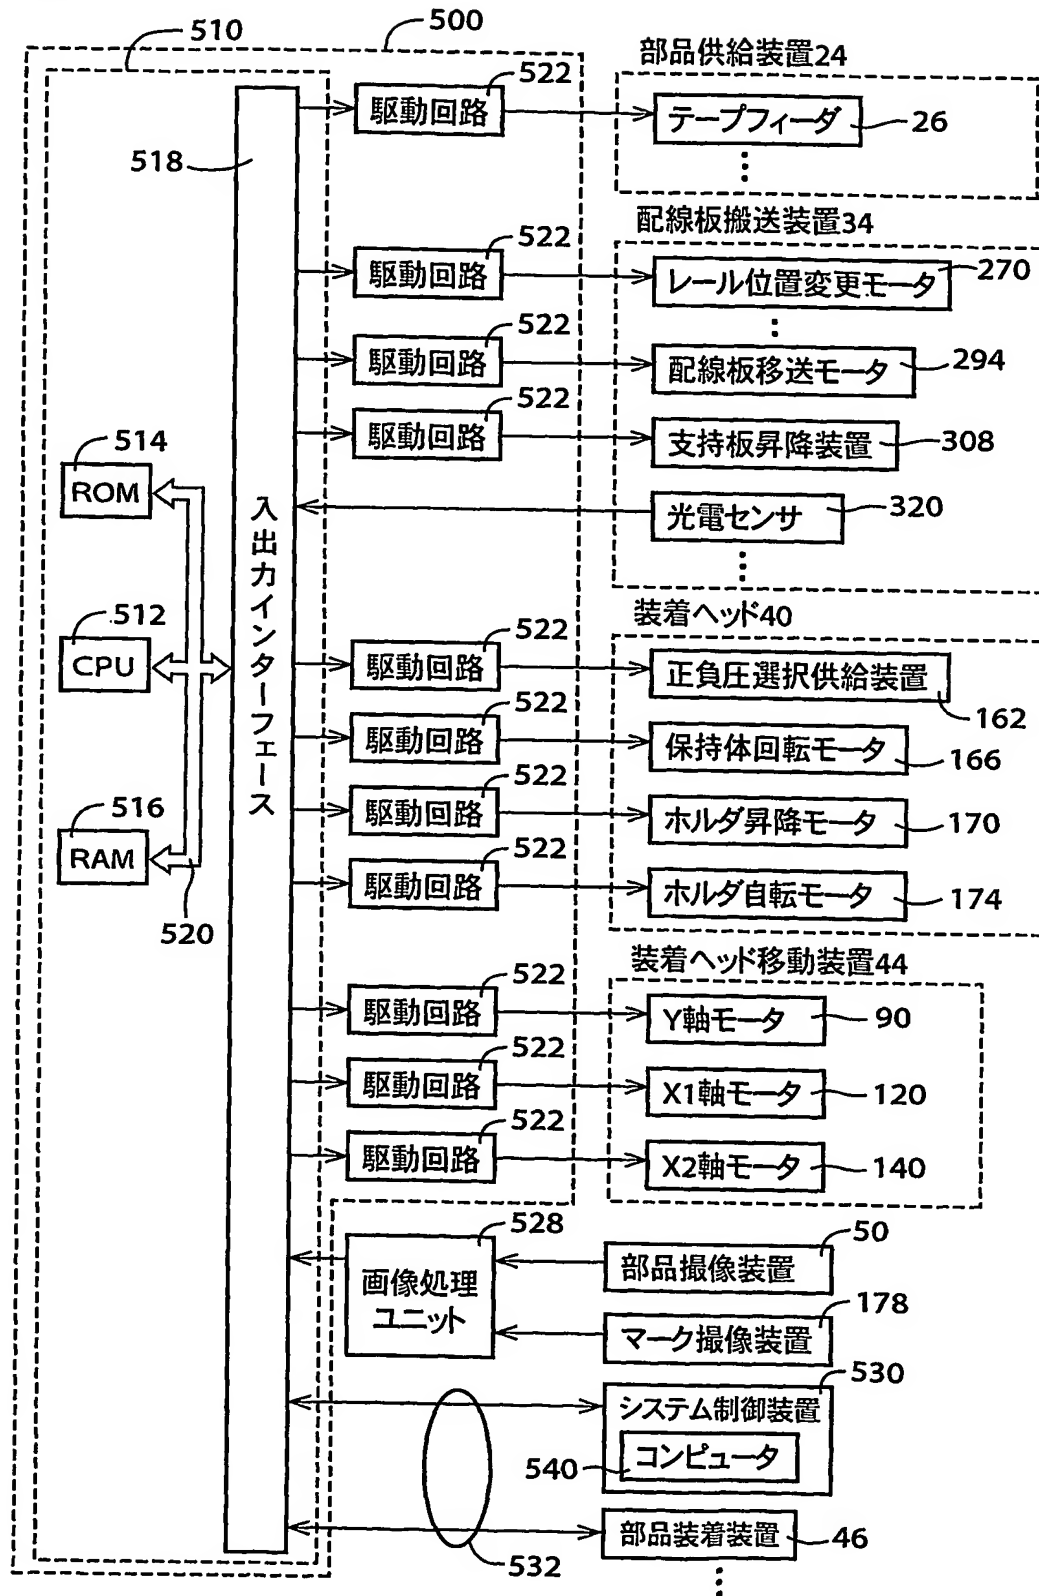 510
500
部品供給装置24
522
駆動回路
テープフィーダ
26
518
配線板搬送装置34
522
駆動回路
レール位置変更モータ
270
522
駆動回路
配線板移送モータ
294
522
駆動回路
支持板昇降装置
308
514
ROM
光電センサ
320
入出力インターフェース
装着ヘッド40
512
CPU
522
駆動回路
正負圧選択供給装置
162
522
駆動回路
保持体回転モータ
166
516
RAM
522
駆動回路
ホルダ昇降モータ
170
522
駆動回路
ホルダ自転モータ
174
520
装着ヘッド移動装置44
522
駆動回路
Y軸モータ
90
522
駆動回路
X1軸モータ
120
522
駆動回路
X2軸モータ
140
528
画像処理
ユニット
50
部品撮像装置
178
マーク撮像装置
530
システム制御装置
コンピュータ
540
部品装着装置
46
532